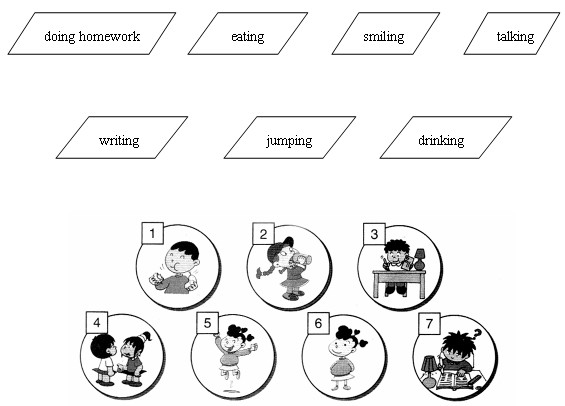 doing homework eating smiling talking
writing jumping drinking
1 2 3
4 5 6 7
?